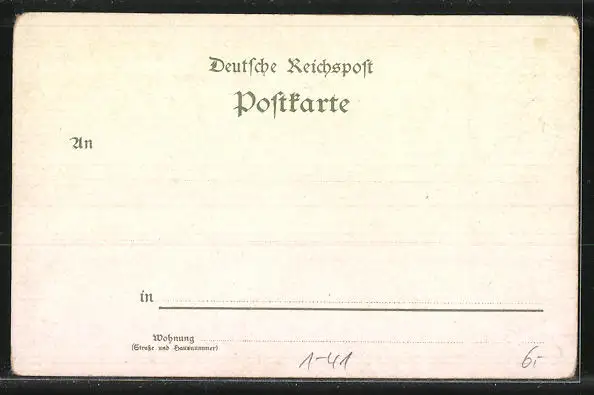 Deutſche Reichspoſt
Poſtkarte
An
in
Wohnung
(Straße und Hausnummer)
1-41
6.-